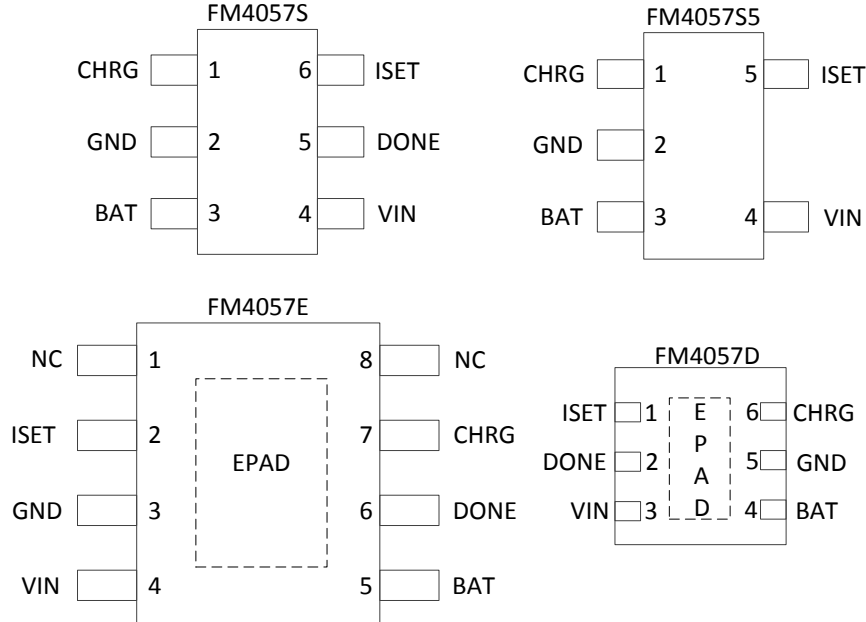 FM4057S
CHRG 1 6 ISET
GND 2 5 DONE
BAT 3 4 VIN
FM4057S5
CHRG 1 5 ISET
GND 2
BAT 3 4 VIN
FM4057E
NC 1 8 NC
ISET 2 7 CHRG
EPAD
GND 3 6 DONE
VIN 4 5 BAT
FM4057D
ISET 1 E 6 CHRG
DONE 2 P 5 GND
A
VIN 3 D 4 BAT